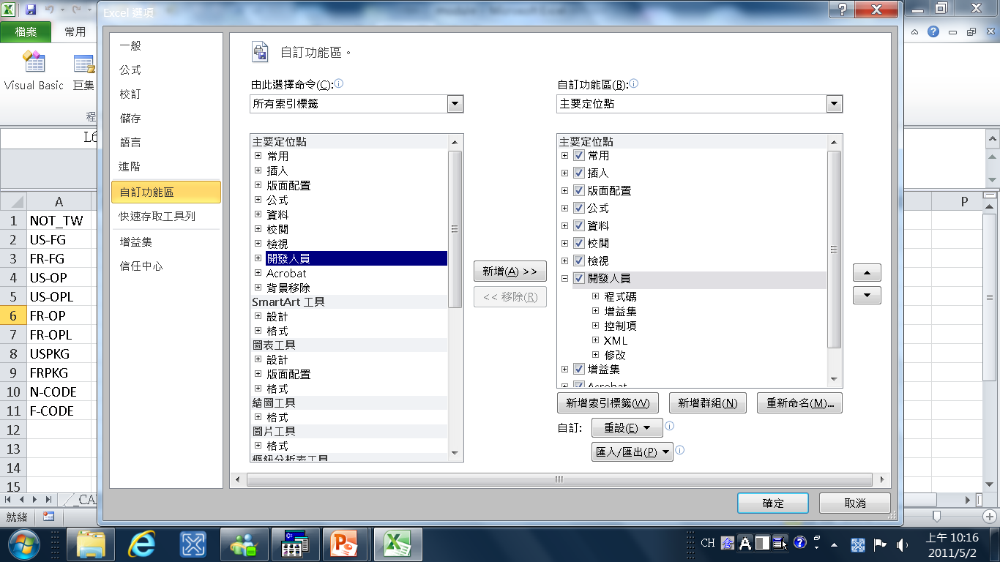 Excel 選項
檔案
常用
Visual Basic
巨集
程
L6
A
P
1 NOT_TW
2 US-FG
3 FR-FG
4 US-OP
5 US-OPL
6 FR-OP
7 FR-OPL
8 USPKG
9 FRPKG
10 N-CODE
11 F-CODE
12
13
14
15
_CA
就緒
一般
公式
校訂
儲存
語言
進階
自訂功能區
快速存取工具列
增益集
信任中心
自訂功能區。
由此選擇命令(C):
所有索引標籤
主要定位點
常用
插入
版面配置
公式
資料
校閱
檢視
開發人員
Acrobat
背景移除
SmartArt 工具
設計
格式
圖表工具
設計
版面配置
格式
繪圖工具
格式
圖片工具
格式
樞紐分析表工具
新增(A) >>
<< 移除(R)
自訂功能區(B):
主要定位點
主要定位點
常用
插入
版面配置
公式
資料
校閱
檢視
開發人員
程式碼
增益集
控制項
XML
修改
增益集
Acrobat
新增索引標籤(W)
新增群組(N)
重新命名(M)...
自訂:
重設(E)
匯入/匯出(P)
確定
取消
CH
上午 10:16
2011/5/2